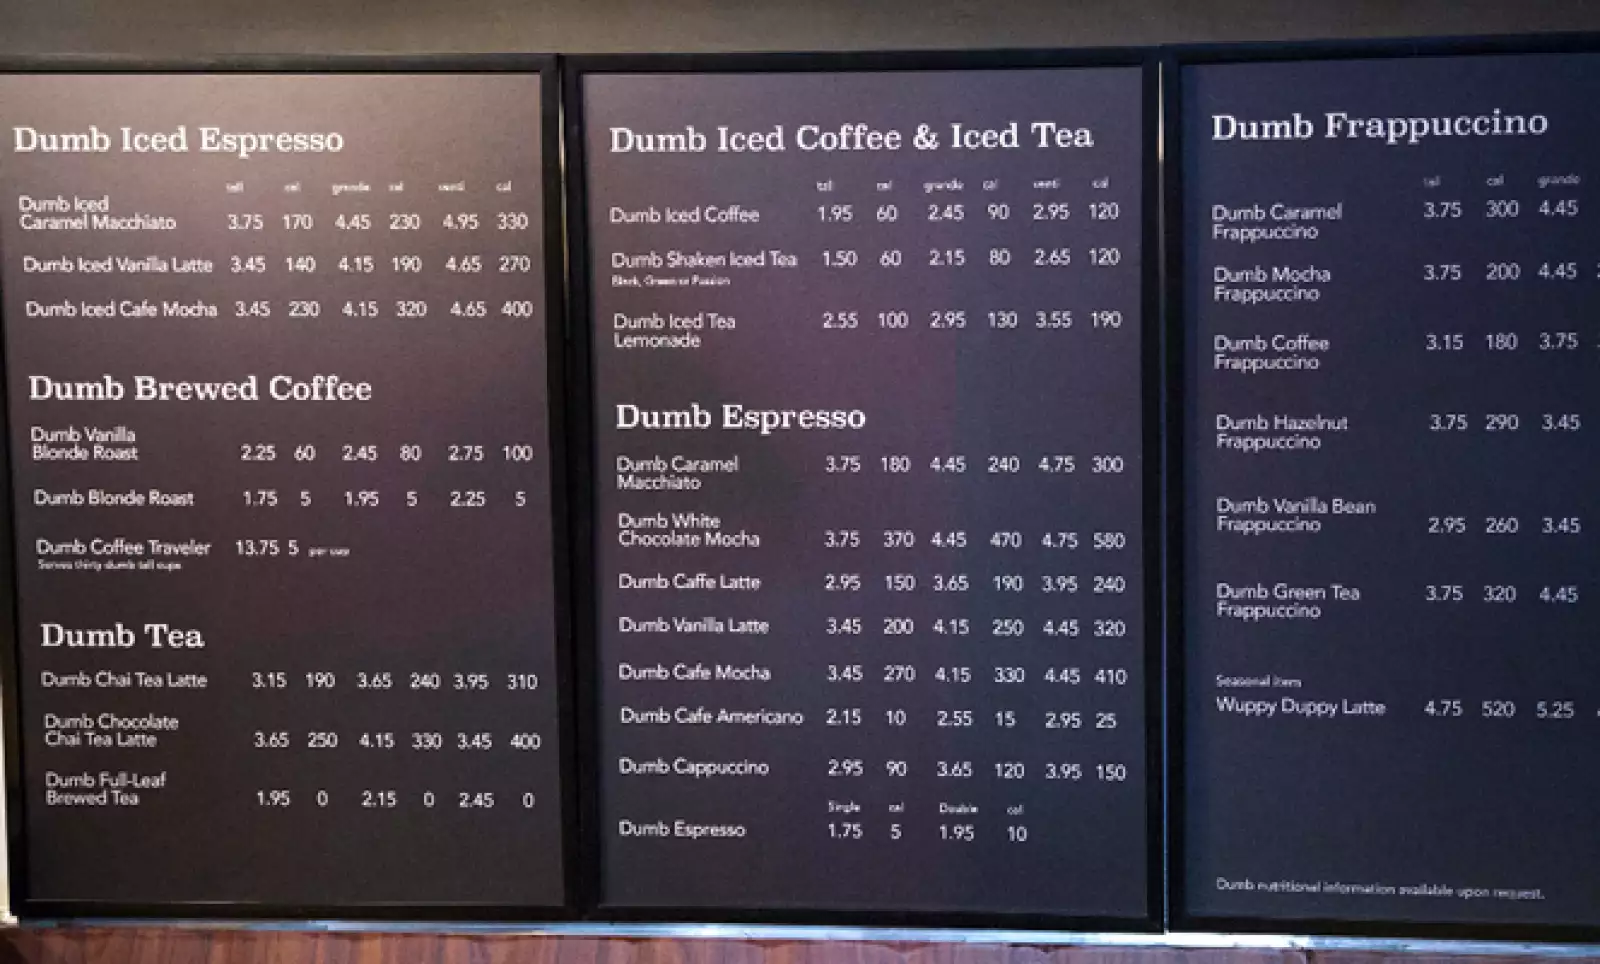 Dumb Iced Espresso
tall cal grande cal venti cal
Dumb Iced
Caramel Macchiato 3.75 170 4.45 230 4.95 330
Dumb Iced Vanilla Latte 3.45 140 4.15 190 4.65 270
Dumb Iced Cafe Mocha 3.45 230 4.15 320 4.65 400
Dumb Brewed Coffee
Dumb Vanilla
Blonde Roast 2.25 60 2.45 80 2.75 100
Dumb Blonde Roast 1.75 5 1.95 5 2.25 5
Dumb Coffee Traveler 13.75 5 per cup
Serves thirty dumb tall cups
Dumb Tea
Dumb Chai Tea Latte 3.15 190 3.65 240 3.95 310
Dumb Chocolate
Chai Tea Latte 3.65 250 4.15 330 3.45 400
Dumb Full-Leaf
Brewed Tea 1.95 0 2.15 0 2.45 0
Dumb Iced Coffee & Iced Tea
tall cal grande cal venti cal
Dumb Iced Coffee 1.95 60 2.45 90 2.95 120
Dumb Shaken Iced Tea 1.50 60 2.15 80 2.65 120
Black, Green or Passion
Dumb Iced Tea 2.55 100 2.95 130 3.55 190
Lemonade
Dumb Espresso
Dumb Caramel 3.75 180 4.45 240 4.75 300
Macchiato
Dumb White
Chocolate Mocha 3.75 370 4.45 470 4.75 580
Dumb Caffe Latte 2.95 150 3.65 190 3.95 240
Dumb Vanilla Latte 3.45 200 4.15 250 4.45 320
Dumb Cafe Mocha 3.45 270 4.15 330 4.45 410
Dumb Cafe Americano 2.15 10 2.55 15 2.95 25
Dumb Cappuccino 2.95 90 3.65 120 3.95 150
Single cal Double cal
Dumb Espresso 1.75 5 1.95 10
Dumb Frappuccino
tall cal grande
Dumb Caramel 3.75 300 4.45
Frappuccino
Dumb Mocha 3.75 200 4.45
Frappuccino
Dumb Coffee 3.15 180 3.75
Frappuccino
Dumb Hazelnut 3.75 290 3.45
Frappuccino
Dumb Vanilla Bean
Frappuccino 2.95 260 3.45
Dumb Green Tea 3.75 320 4.45
Frappuccino
Seasonal item
Wuppy Duppy Latte 4.75 520 5.25
Dumb nutritional information available upon request.